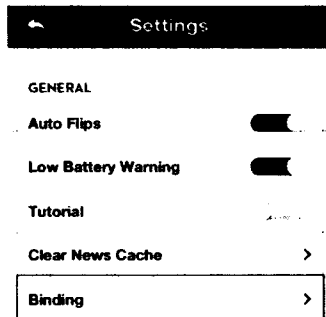 Settings
GENERAL
Auto Flips
Low Battery Warning
Tutorial
Clear News Cache >
Binding >